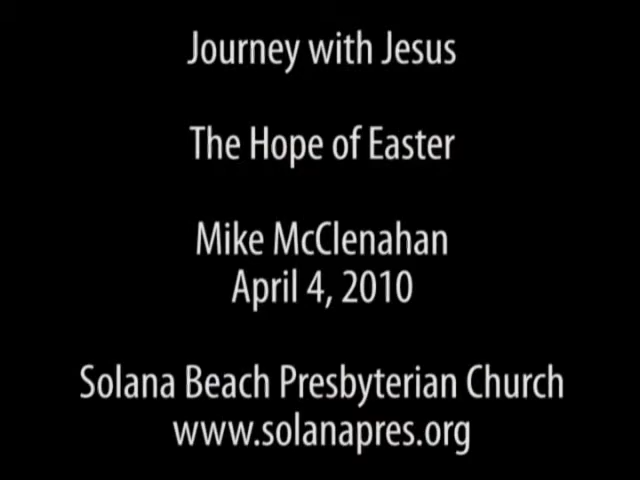 Journey with Jesus
The Hope of Easter
Mike McClenahan
April 4, 2010
Solana Beach Presbyterian Church
www.solanapres.org